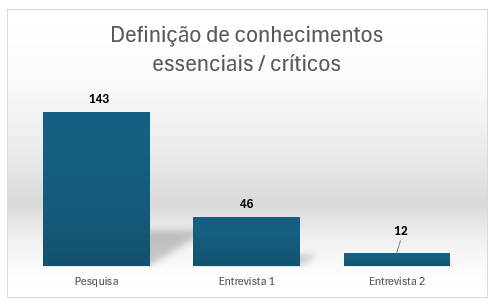 Definição de conhecimentos
essenciais / críticos
143
46
12
Pesquisa
Entrevista 1
Entrevista 2